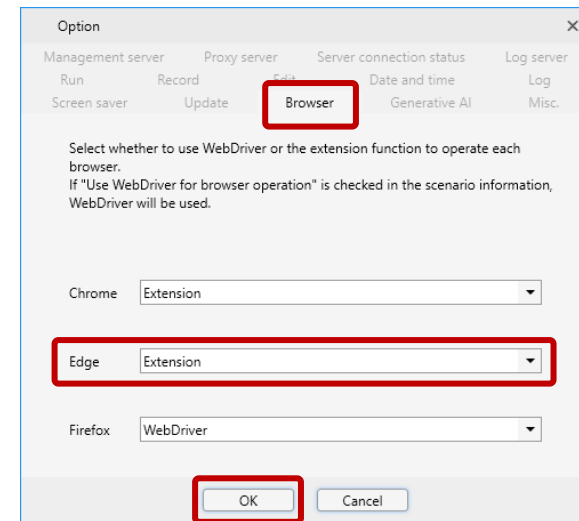 Option
Management server Proxy server Server connection status Log server
Run Record Edit Date and time Log
Screen saver Update Browser Generative AI Misc.
Select whether to use WebDriver or the extension function to operate each
browser.
If "Use WebDriver for browser operation" is checked in the scenario information,
WebDriver will be used.
Chrome Extension
Edge Extension
Firefox WebDriver
OK Cancel